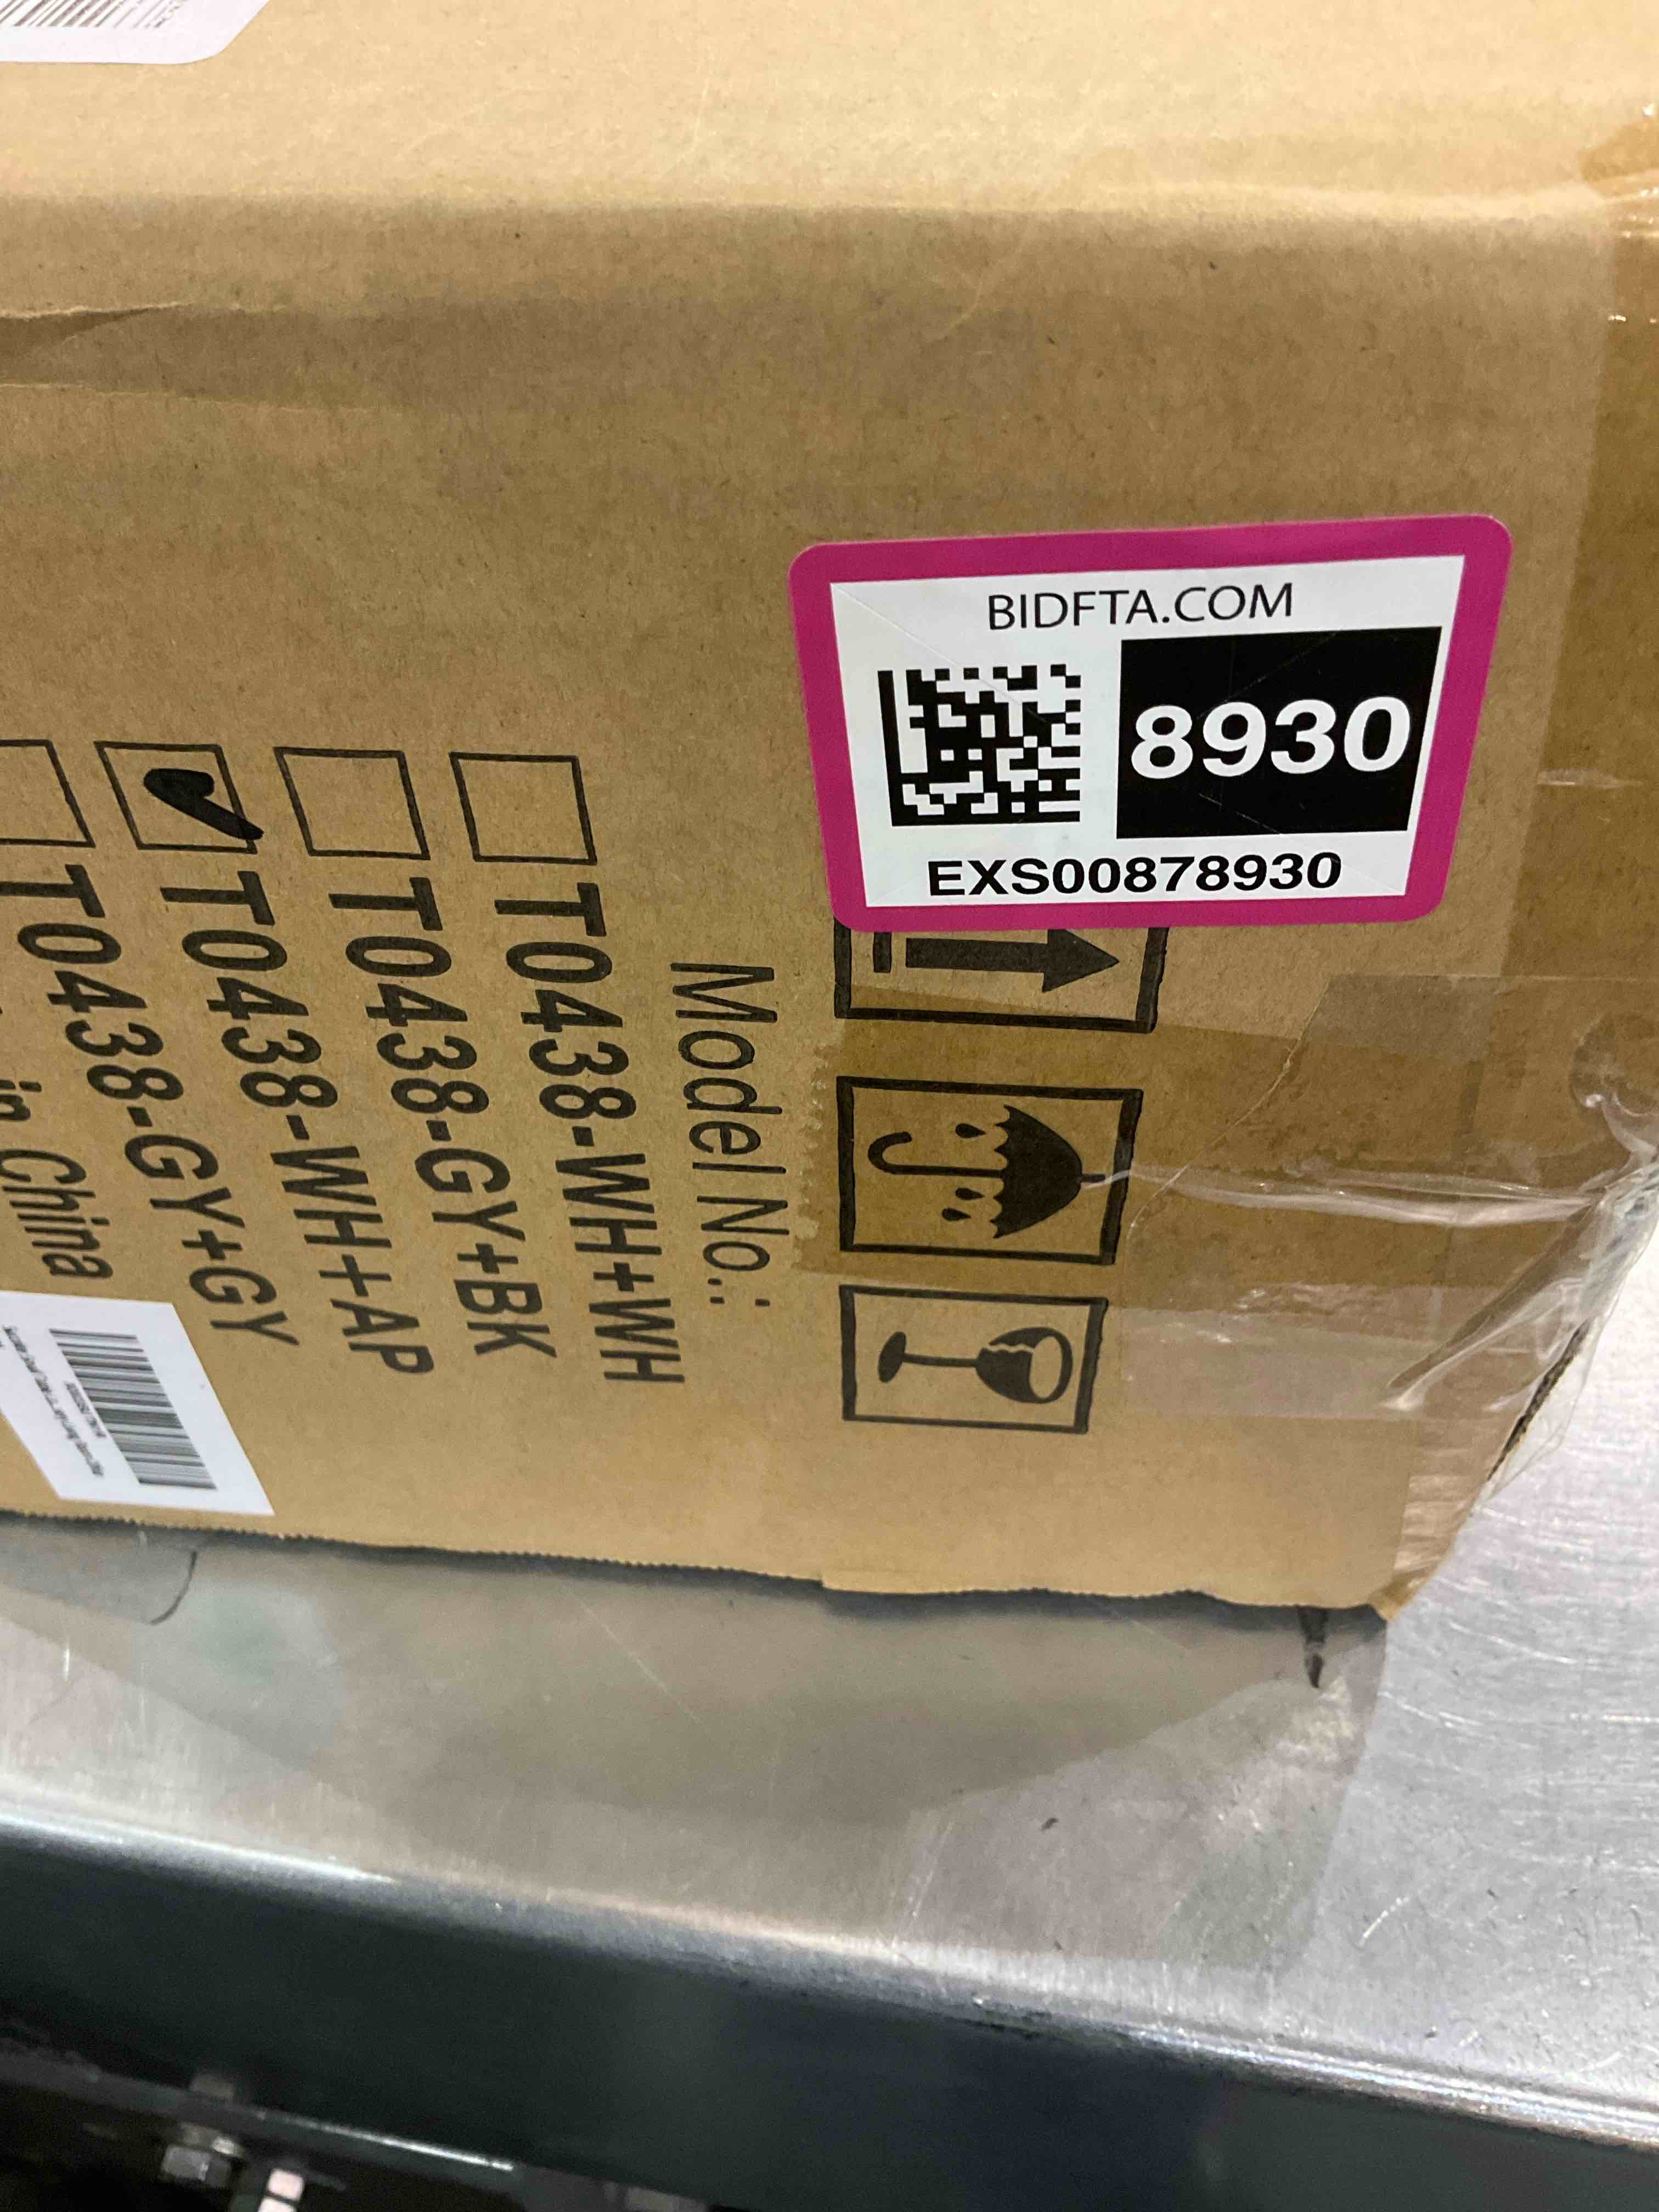 BIDFTA.COM
8930
EXS00878930
Model No.:
T0438-WH+WH
T0438-GY+BK
T0438-WH+AP
T0438-GY+GY
in China